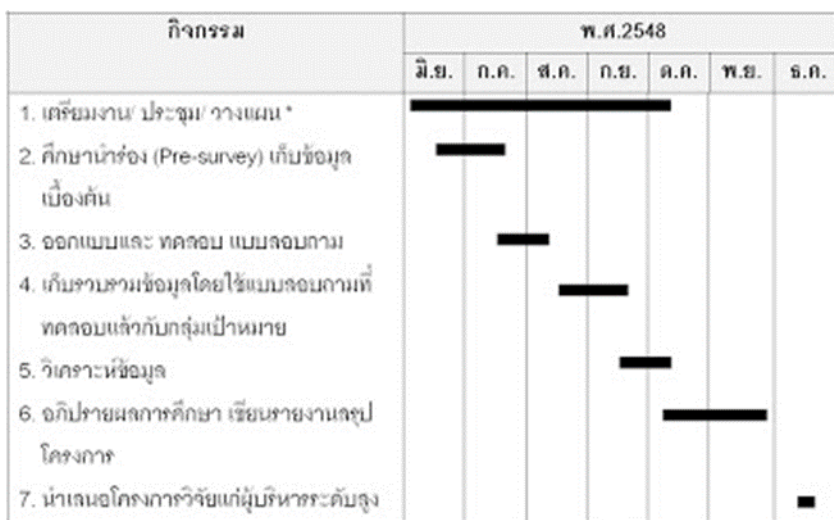 กิจกรรม
พ.ศ.2548
มิ.ย. ก.ค. ส.ค. ก.ย. ต.ค. พ.ย. ธ.ค.
1. เตรียมงาน/ ประชุม/ วางแผน *
2. ศึกษานำร่อง (Pre-survey) เก็บข้อมูล
เบื้องต้น
3. ออกแบบและ ทดสอบ แบบสอบถาม
4. เก็บรวบรวมข้อมูลโดยใช้แบบสอบถามที่
ทดสอบแล้วกับกลุ่มเป้าหมาย
5. วิเคราะห์ข้อมูล
6. อภิปรายผลการศึกษา เขียนรายงานสรุป
โครงการ
7. นำเสนอโครงการวิจัยแก่ผู้บริหารระดับสูง